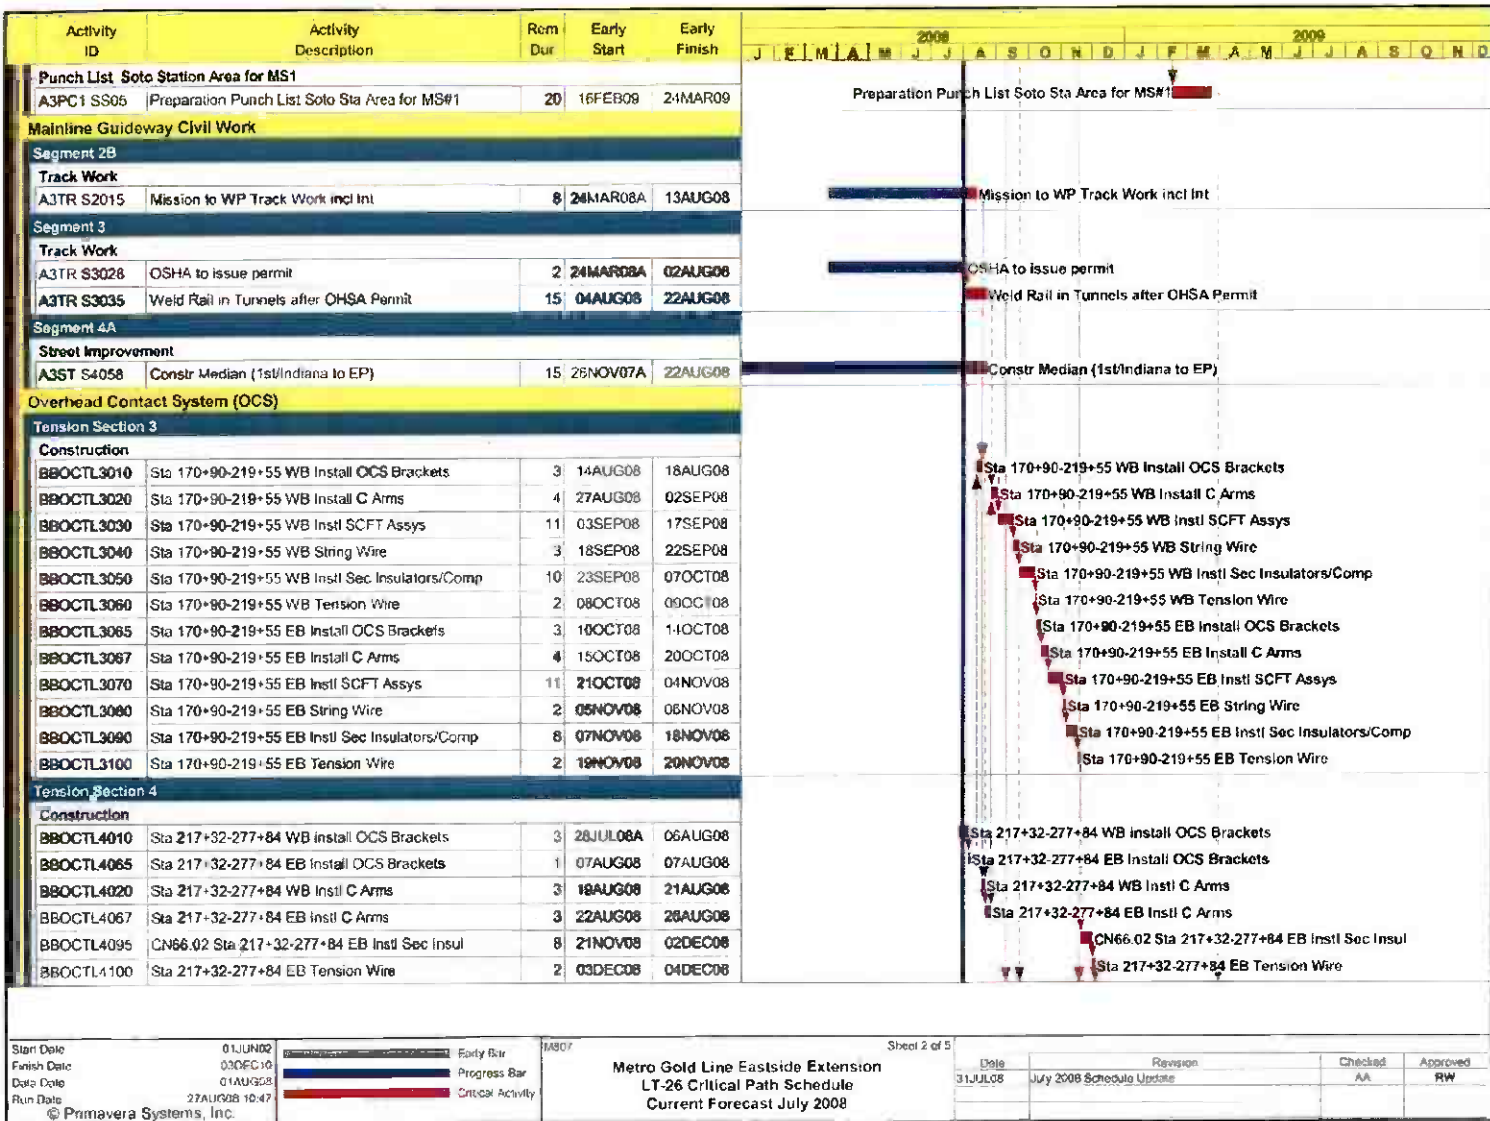 Activity ID Activity Description Rem Dur Early Start Early Finish
2008 2009
J F M A M J J A S O N D J F M A M J J A S O N D
Punch List Soto Station Area for MS1
A3PC1 SS05 Preparation Punch List Soto Sta Area for MS#1 20 16FEB09 24MAR09 Preparation Punch List Soto Sta Area for MS#1
Mainline Guideway Civil Work
Segment 2B
Track Work
A3TR S2015 Mission to WP Track Work incl Int 8 24MAR08A 13AUG08 Mission to WP Track Work incl Int
Segment 3
Track Work
A3TR S3028 OSHA to issue permit 2 24MAR08A 02AUG08 OSHA to issue permit
A3TR S3035 Weld Rail in Tunnels after OHSA Permit 15 04AUG08 22AUG08 Weld Rail in Tunnels after OHSA Permit
Segment 4A
Street Improvement
A3ST S4058 Constr Median (1st/Indiana to EP) 15 26NOV07A 22AUG08 Constr Median (1st/Indiana to EP)
Overhead Contact System (OCS)
Tension Section 3
Construction
BBOCTL3010 Sta 170+90-219+55 WB Install OCS Brackets 3 14AUG08 18AUG08 Sta 170+90-219+55 WB Install OCS Brackets
BBOCTL3020 Sta 170+90-219+55 WB Install C Arms 4 27AUG08 02SEP08 Sta 170+90-219+55 WB Install C Arms
BBOCTL3030 Sta 170+90-219+55 WB Instl SCFT Assys 11 03SEP08 17SEP08 Sta 170+90-219+55 WB Instl SCFT Assys
BBOCTL3040 Sta 170+90-219+55 WB String Wire 3 18SEP08 22SEP08 Sta 170+90-219+55 WB String Wire
BBOCTL3050 Sta 170+90-219+55 WB Instl Sec Insulators/Comp 10 23SEP08 07OCT08 Sta 170+90-219+55 WB Instl Sec Insulators/Comp
BBOCTL3060 Sta 170+90-219+55 WB Tension Wire 2 08OCT08 09OCT08 Sta 170+90-219+55 WB Tension Wire
BBOCTL3065 Sta 170+90-219+55 EB Install OCS Brackets 3 10OCT08 14OCT08 Sta 170+90-219+55 EB Install OCS Brackets
BBOCTL3067 Sta 170+90-219+55 EB Install C Arms 4 15OCT08 20OCT08 Sta 170+90-219+55 EB Install C Arms
BBOCTL3070 Sta 170+90-219+55 EB Instl SCFT Assys 11 21OCT08 04NOV08 Sta 170+90-219+55 EB Instl SCFT Assys
BBOCTL3080 Sta 170+90-219+55 EB String Wire 2 05NOV08 06NOV08 Sta 170+90-219+55 EB String Wire
BBOCTL3090 Sta 170+90-219+55 EB Instl Sec Insulators/Comp 8 07NOV08 18NOV08 Sta 170+90-219+55 EB Instl Sec Insulators/Comp
BBOCTL3100 Sta 170+90-219+55 EB Tension Wire 2 19NOV08 20NOV08 Sta 170+90-219+55 EB Tension Wire
Tension Section 4
Construction
BBOCTL4010 Sta 217+32-277+84 WB install OCS Brackets 3 28JUL08A 06AUG08 Sta 217+32-277+84 WB install OCS Brackets
BBOCTL4065 Sta 217+32-277+84 EB Install OCS Brackets 1 07AUG08 07AUG08 Sta 217+32-277+84 EB Install OCS Brackets
BBOCTL4020 Sta 217+32-277+84 WB Instl C Arms 3 19AUG08 21AUG08 Sta 217+32-277+84 WB Instl C Arms
BBOCTL4067 Sta 217+32-277+84 EB Instl C Arms 3 22AUG08 26AUG08 Sta 217+32-277+84 EB Instl C Arms
BBOCTL4095 CN66.02 Sta 217+32-277+84 EB Instl Sec Insul 8 21NOV08 02DEC08 CN66.02 Sta 217+32-277+84 EB Instl Sec Insul
BBOCTL4100 Sta 217+32-277+84 EB Tension Wire 2 03DEC08 04DEC08 Sta 217+32-277+84 EB Tension Wire
Start Date 01JUN02
Finish Date 03DEC10
Data Date 01AUG08
Run Date 27AUG08 10:47
© Primavera Systems, Inc.
Early Bar
Progress Bar
Critical Activity
M807 Sheet 2 of 5
Metro Gold Line Eastside Extension
LT-26 Critical Path Schedule
Current Forecast July 2008
Date Revision Checked Approved
31JUL08 July 2008 Schedule Update AA RW